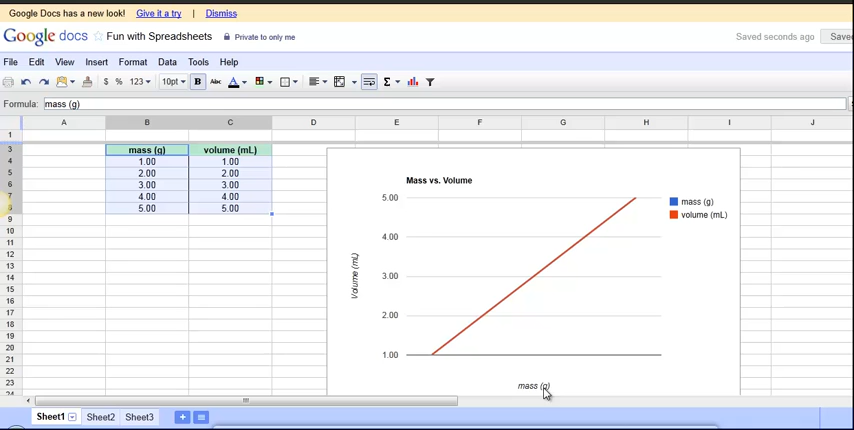 Google Docs has a new look! Give it a try | Dismiss
Google docs Fun with Spreadsheets Private to only me Saved seconds ago Saved
File Edit View Insert Format Data Tools Help
$ % 123 10pt B Abc A Σ
Formula: mass (g)
A B C D E F G H I J
1
3 mass (g) volume (mL)
4 1.00 1.00
5 2.00 2.00
6 3.00 3.00
7 4.00 4.00
8 5.00 5.00
9
10
11
12
13
14
15
16
17
18
19
20
21
22
23
24
Mass vs. Volume
5.00
4.00
3.00
2.00
1.00
Volume (mL)
mass (g)
mass (g)
volume (mL)
Sheet1 Sheet2 Sheet3